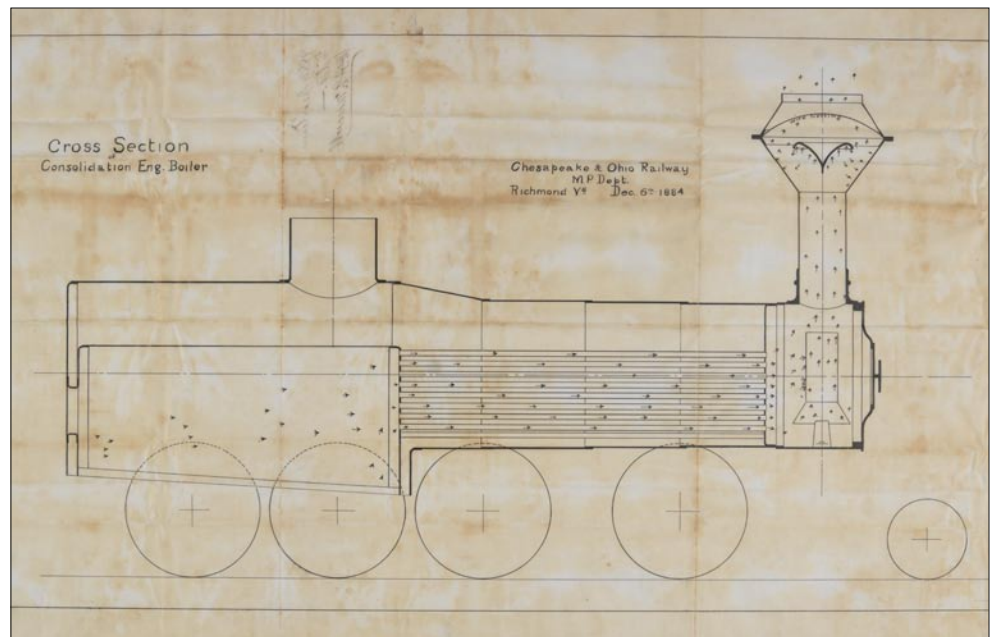 Cross Section
Consolidation Eng. Boiler
Chesapeake & Ohio Railway
M.P. Dept.
Richmond Va Dec. 6th 1884